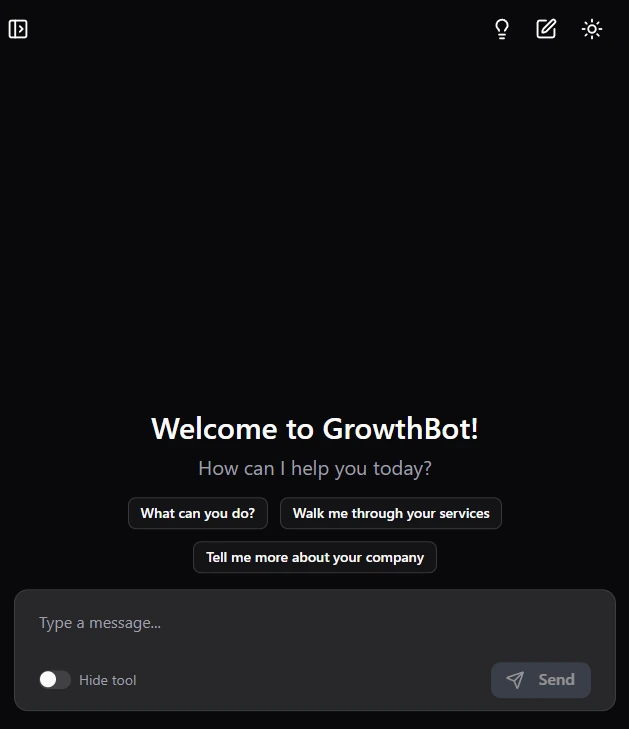 Welcome to GrowthBot!
How can I help you today?
What can you do?
Walk me through your services
Tell me more about your company
Type a message...
Hide tool
Send